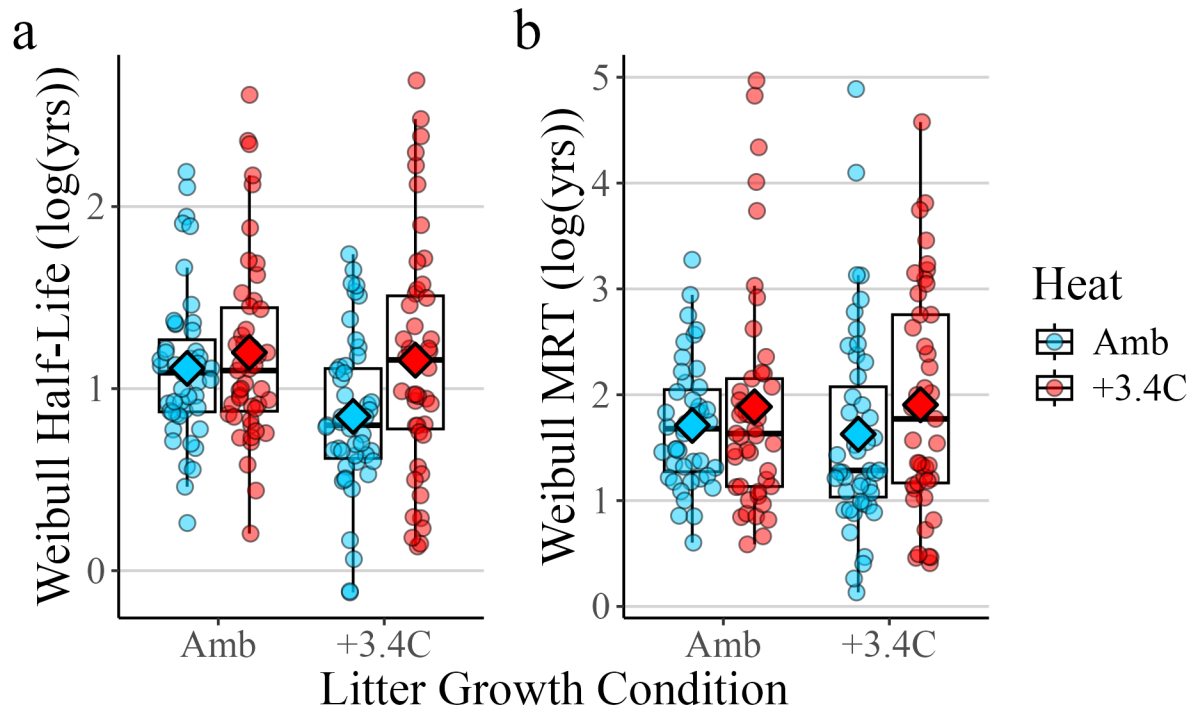 a
b
Weibull Half-Life (log(yrs))
2
1
0
Amb
+3.4C
Weibull MRT (log(yrs))
5
4
3
2
1
0
Amb
+3.4C
Litter Growth Condition
Heat
Amb
+3.4C